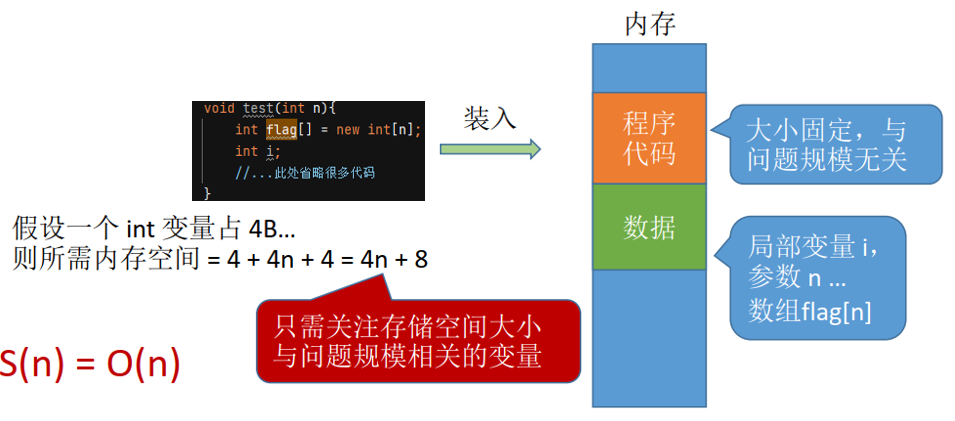 内存
void test(int n){
int flag[] = new int[n];
int i;
//...此处省略很多代码
}
装入
程序
代码
大小固定，与
问题规模无关
假设一个 int 变量占 4B...
则所需内存空间 = 4 + 4n + 4 = 4n + 8
数据
局部变量 i，
参数 n ...
数组flag[n]
只需关注存储空间大小
与问题规模相关的变量
S(n) = O(n)